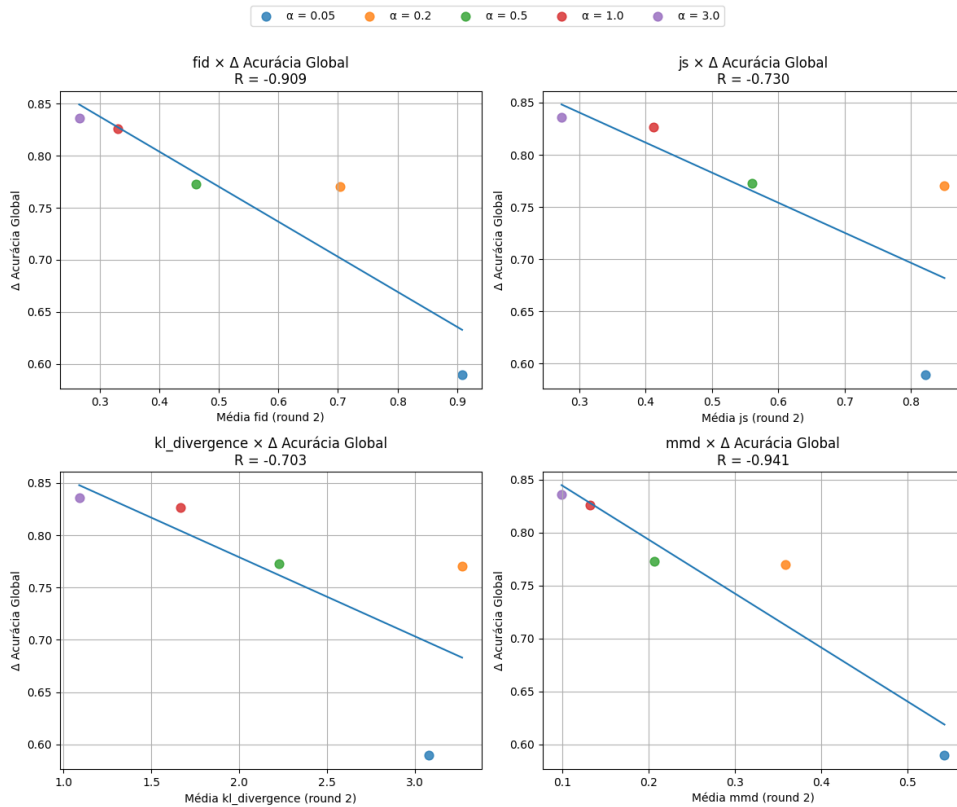 α = 0.05 α = 0.2 α = 0.5 α = 1.0 α = 3.0
fid × Δ Acurácia Global
R = -0.909
0.85
0.80
0.75
0.70
0.65
0.60
Δ Acurácia Global
0.3 0.4 0.5 0.6 0.7 0.8 0.9
Média fid (round 2)
js × Δ Acurácia Global
R = -0.730
0.85
0.80
0.75
0.70
0.65
0.60
Δ Acurácia Global
0.3 0.4 0.5 0.6 0.7 0.8
Média js (round 2)
kl_divergence × Δ Acurácia Global
R = -0.703
0.85
0.80
0.75
0.70
0.65
0.60
Δ Acurácia Global
1.0 1.5 2.0 2.5 3.0
Média kl_divergence (round 2)
mmd × Δ Acurácia Global
R = -0.941
0.85
0.80
0.75
0.70
0.65
0.60
Δ Acurácia Global
0.1 0.2 0.3 0.4 0.5
Média mmd (round 2)